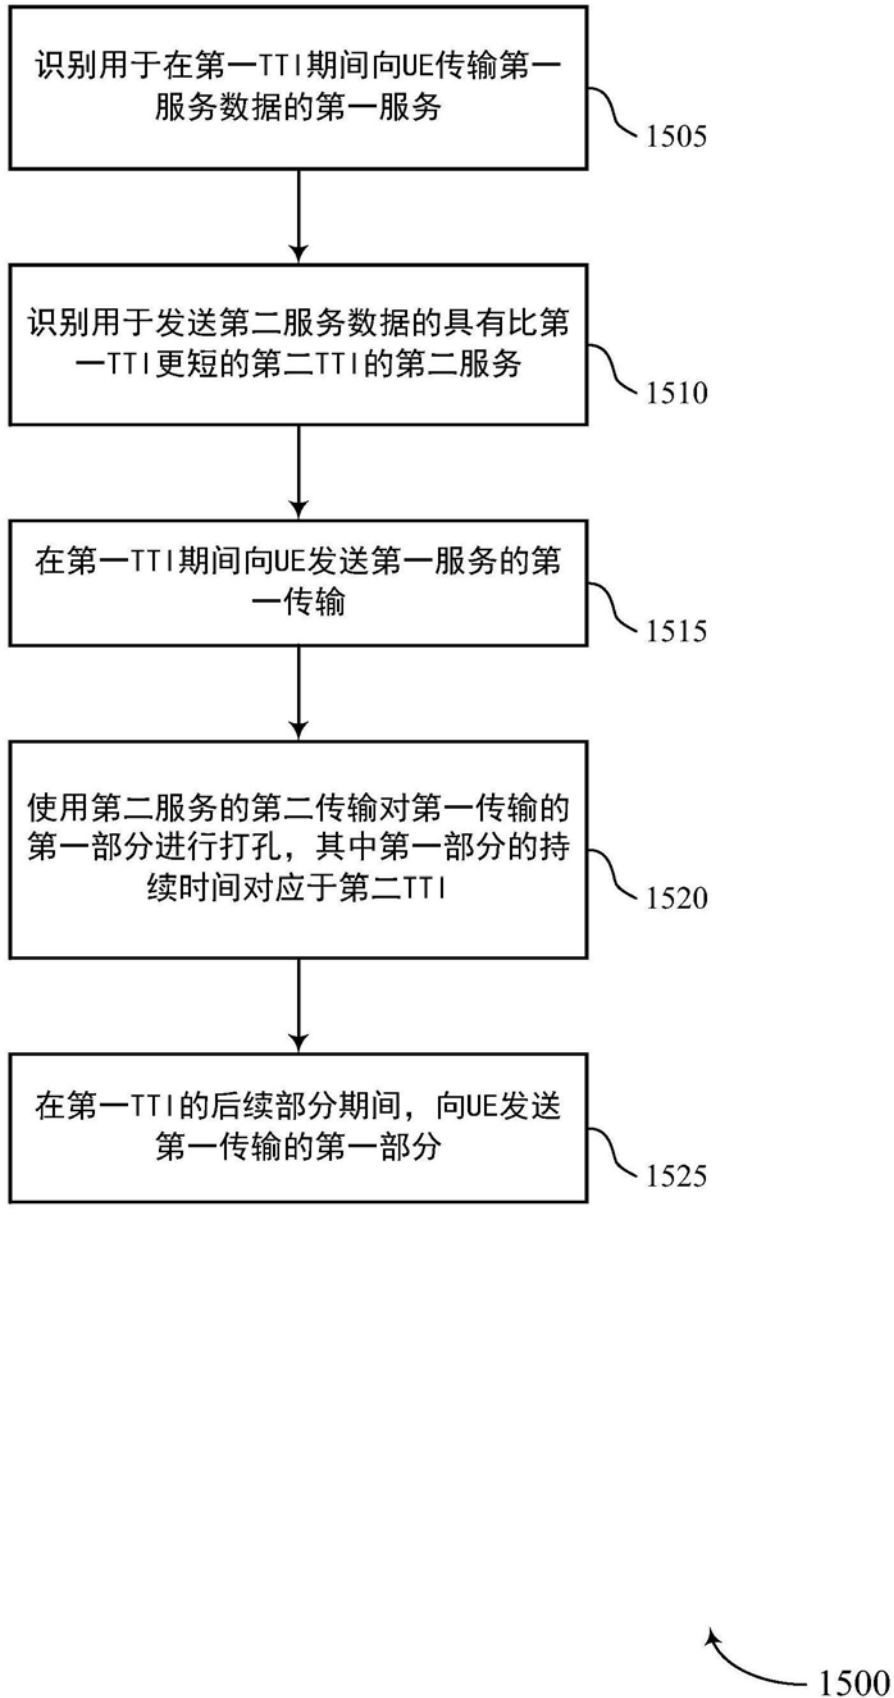 识别用于在第一TTI期间向UE传输第一
服务数据的第一服务
1505
识别用于发送第二服务数据的具有比第
一TTI更短的第二TTI的第二服务
1510
在第一TTI期间向UE发送第一服务的第
一传输
1515
使用第二服务的第二传输对第一传输的
第一部分进行打孔，其中第一部分的持
续时间对应于第二TTI
1520
在第一TTI的后续部分期间，向UE发送
第一传输的第一部分
1525
1500